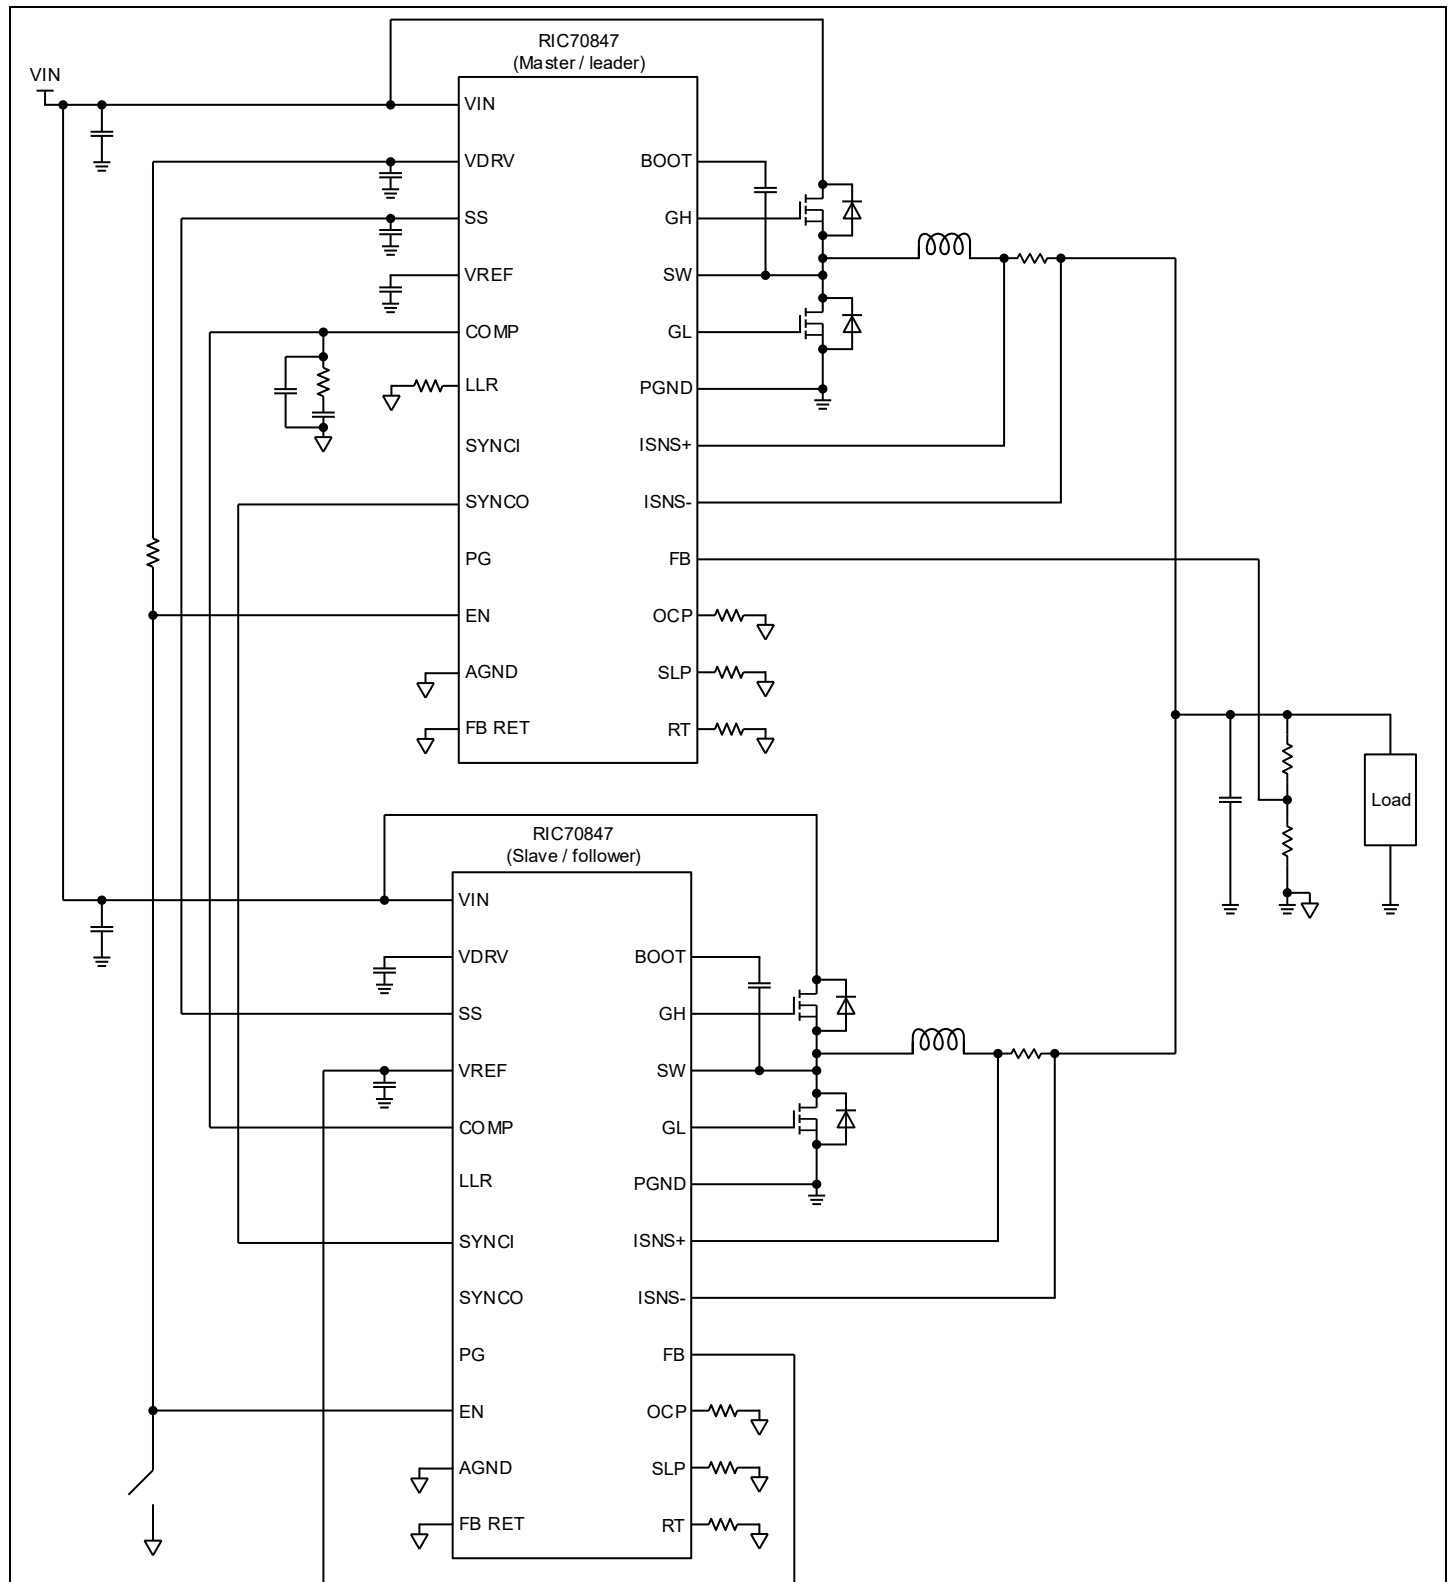 VIN
RIC70847
(Master / leader)
VIN
VDRV
BOOT
SS
GH
VREF
SW
COMP
GL
LLR
PGND
SYNCI
ISNS+
SYNCO
ISNS-
PG
FB
EN
OCP
AGND
SLP
FB RET
RT
Load
RIC70847
(Slave / follower)
VIN
VDRV
BOOT
SS
GH
VREF
SW
COMP
GL
LLR
PGND
SYNCI
ISNS+
SYNCO
ISNS-
PG
FB
EN
OCP
AGND
SLP
FB RET
RT